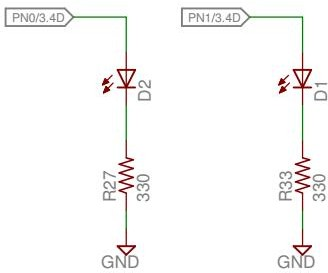 PN0/3.4D
D2
R27
330
GND
PN1/3.4D
D1
R33
330
GND